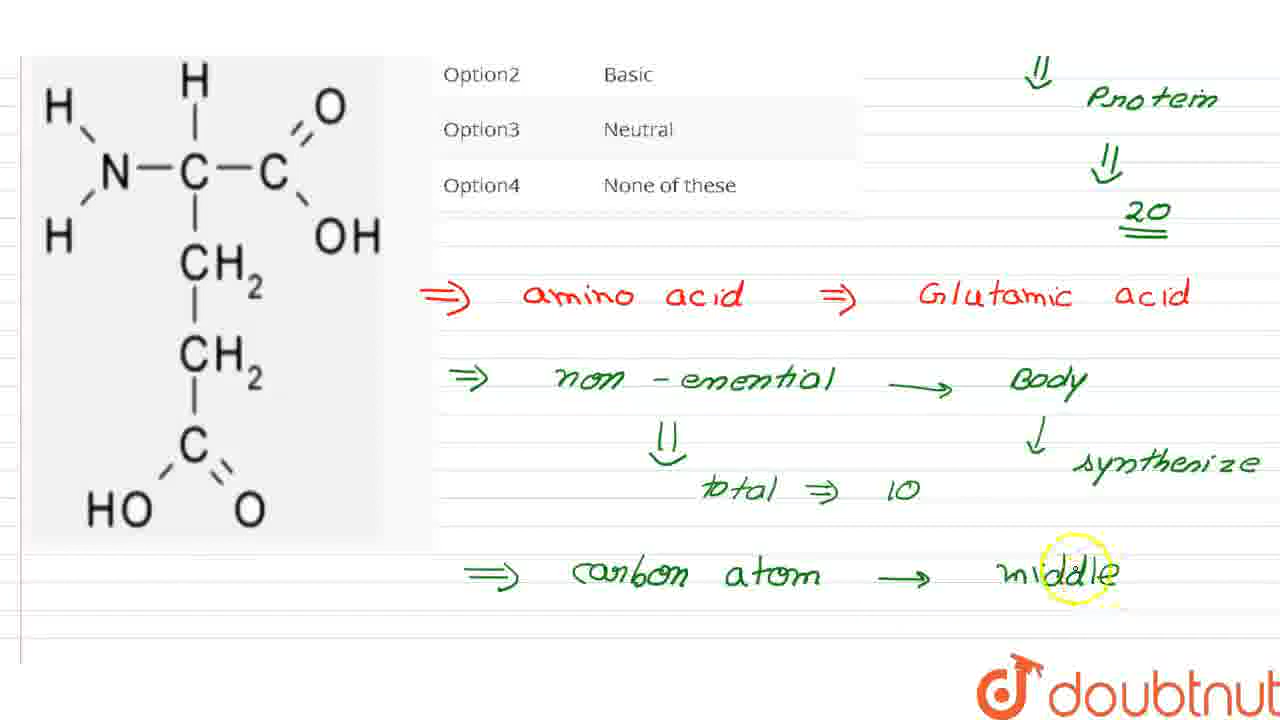 Option2 Basic
Option3 Neutral
Option4 None of these
⇓
Protein
⇓
20
H
H O
N — C — C
H OH
CH2
CH2
C
HO O
⇒ amino acid ⇒ Glutamic acid
⇒ non - enential → Body
⇓ ↓
synthesize
total ⇒ 10
⇒ carbon atom → middle
doubtnut